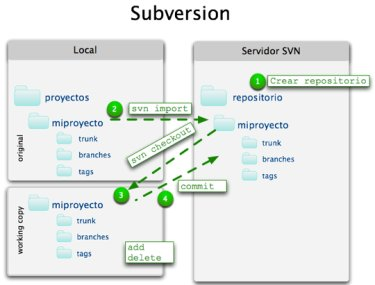 Subversion
Local
Servidor SVN
1
Crear repositorio
proyectos
repositorio
2
svn import
miproyecto
miproyecto
original
trunk
trunk
branches
branches
tags
tags
svn checkout
3
4
commit
miproyecto
working copy
trunk
branches
tags
add
delete